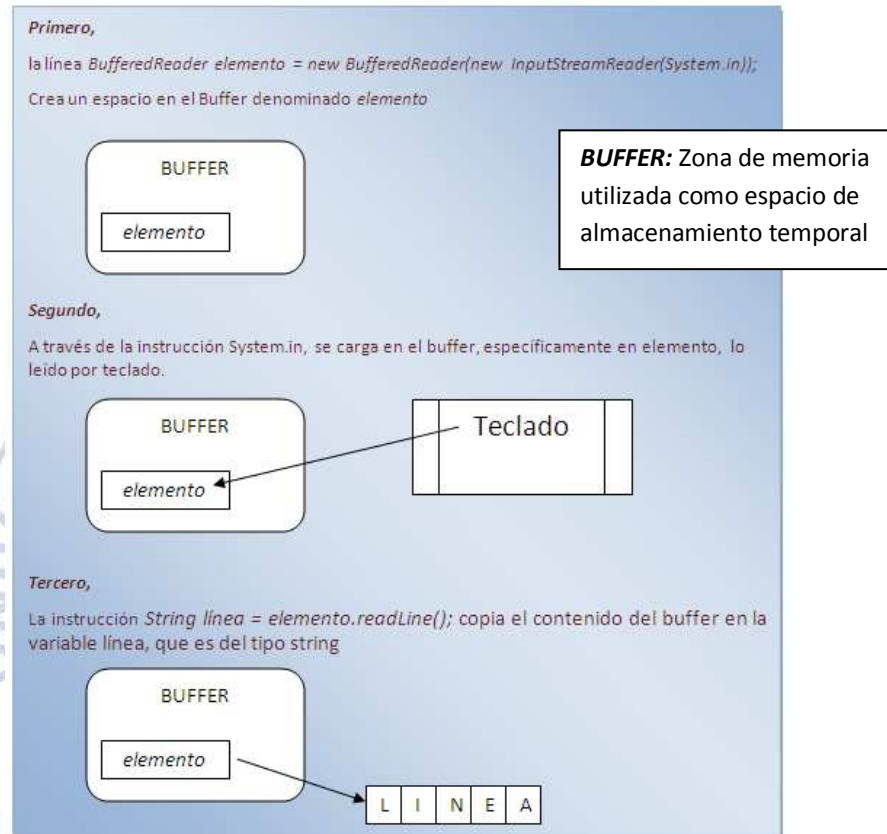 Primero,
la línea BufferedReader elemento = new BufferedReader(new InputStreamReader(System.in));
Crea un espacio en el Buffer denominado elemento
BUFFER
elemento
BUFFER: Zona de memoria
utilizada como espacio de
almacenamiento temporal
Segundo,
A través de la instrucción System.in, se carga en el buffer, específicamente en elemento, lo
leído por teclado.
BUFFER
elemento
Teclado
Tercero,
La instrucción String línea = elemento.readLine(); copia el contenido del buffer en la
variable línea, que es del tipo string
BUFFER
elemento
L I N E A